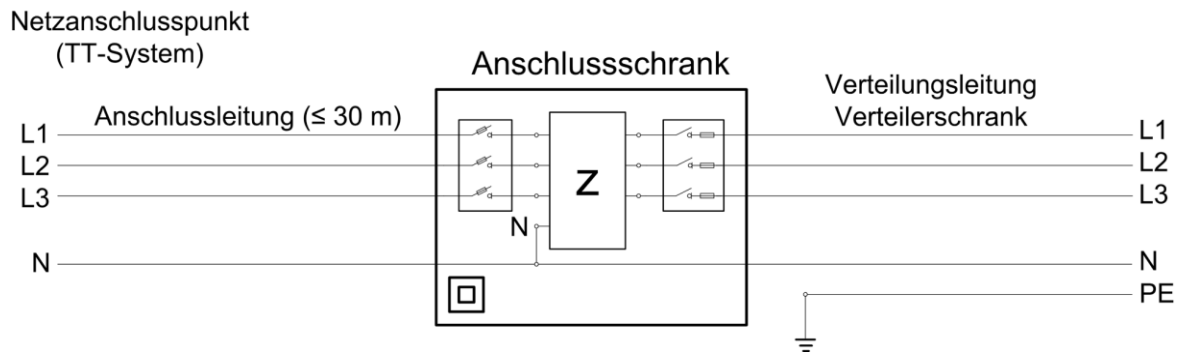 Netzanschlusspunkt
(TT-System)
Anschlussschrank
Anschlussleitung (≤ 30 m)
Verteilungsleitung
Verteilerschrank
L1
L2
L3
N
Z
N
L1
L2
L3
N
PE